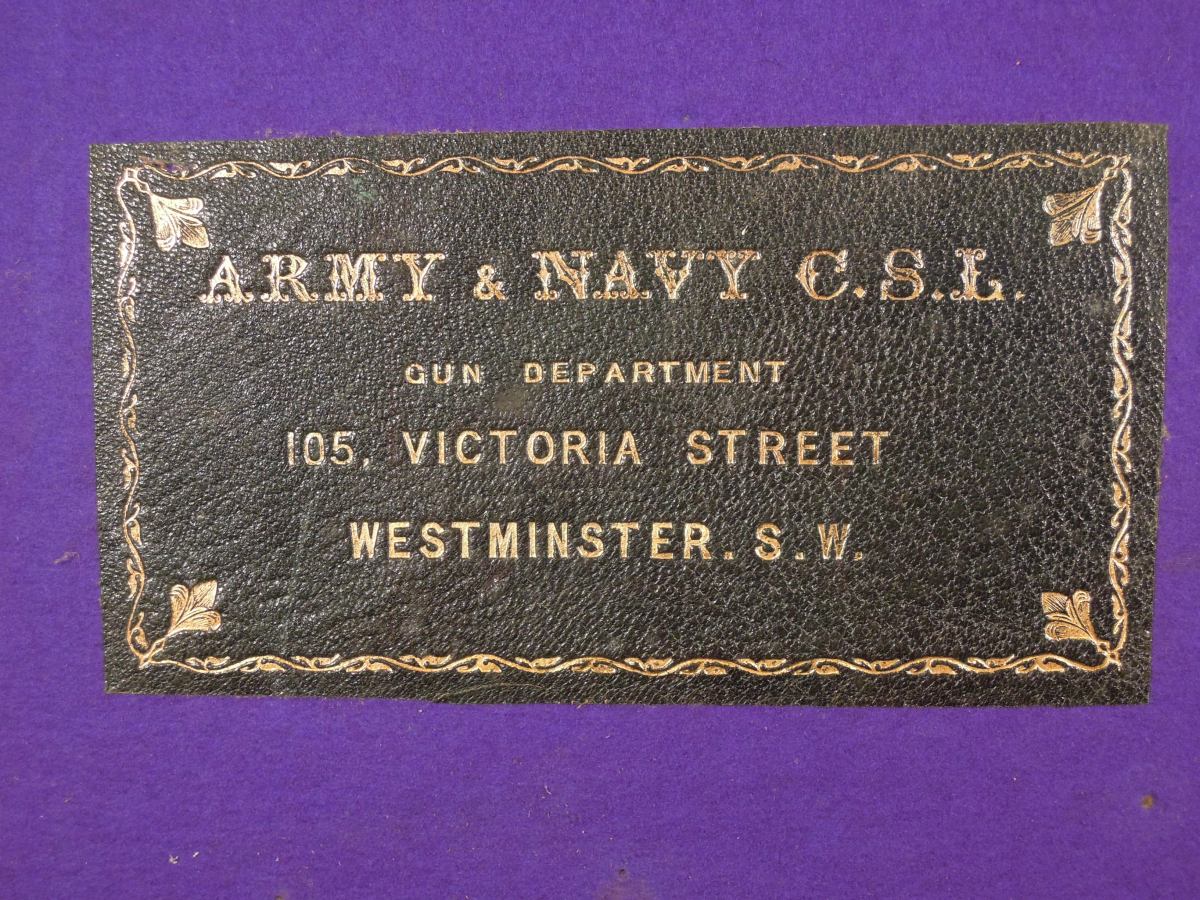 ARMY & NAVY C.S.L.
GUN DEPARTMENT
105, VICTORIA STREET
WESTMINSTER. S.W.